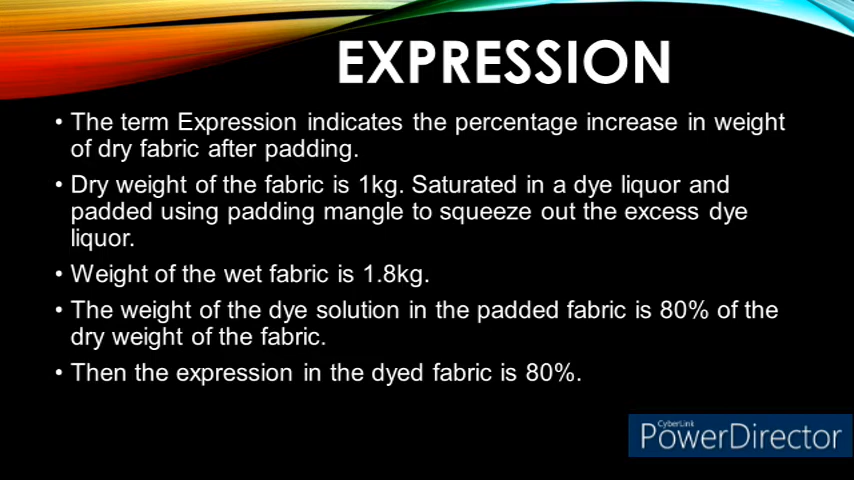 EXPRESSION
• The term Expression indicates the percentage increase in weight
of dry fabric after padding.
• Dry weight of the fabric is 1kg. Saturated in a dye liquor and
padded using padding mangle to squeeze out the excess dye
liquor.
• Weight of the wet fabric is 1.8kg.
• The weight of the dye solution in the padded fabric is 80% of the
dry weight of the fabric.
• Then the expression in the dyed fabric is 80%.
CyberLink
PowerDirector